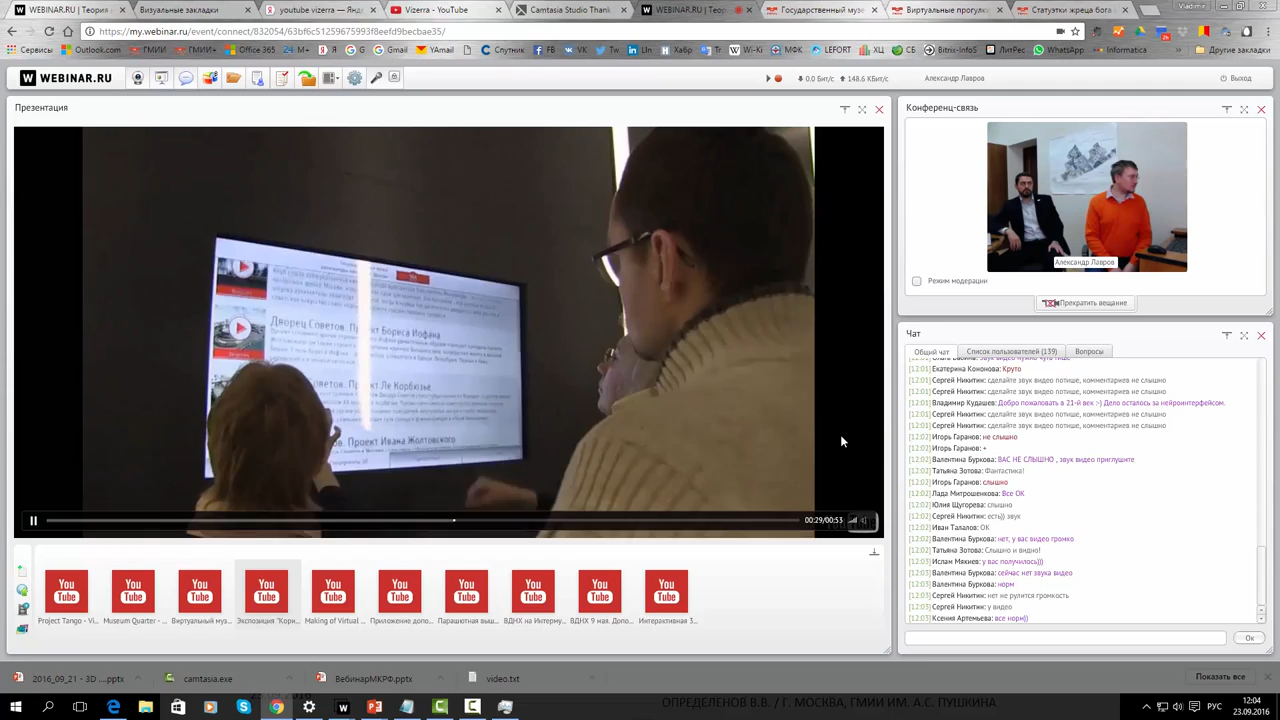 WEBINAR.RU | Теория
Визуальные закладки
youtube vizerra — Янд
Vizerra - YouTube
Camtasia Studio Thank
WEBINAR.RU | Теор
Государственный музе
Виртуальные прогулки
Статуэтки жреца бога
Vladimir
https://my.webinar.ru/event/connect/832054/63bf6c51259675993f8eefd9becbae35/
Сервисы
Outlook.com
ГМИИ
ГМИИ+
Office 365
М - Почта
Gmail
YAmail
Спутник
FB
VK
Tw
Ln
Хабр
Tr
Wi-Ki
МФК
LEFORT
ХЦ
СБ
Bitrix-InfoS
ЛитРес
WhatsApp
Informatica
Другие закладки
WEBINAR.RU
0.0 Бит/с
148.6 КБит/с
Александр Лавров
Выход
Презентация
Дворец Советов. Проект Бориса Иофана
оветов. Проект Ле Корбюзье
ов. Проект Ивана Жолтовского
00:29/00:53
Project Tango - Vi...
Museum Quarter - ...
Виртуальный муз...
Экспозиция "Кори...
Making of Virtual ...
Приложение допо...
Парашютная выш...
ВДНХ на Интерму...
ВДНХ 9 мая. Допо...
Интерактивная 3...
Конференц-связь
Александр Лавров
Режим модерации
Прекратить вещание
Чат
Общий чат
Список пользователей (139)
Вопросы
[12:01] Екатерина Кононова: Круто
[12:01] Сергей Никитин: сделайте звук видео потише, комментариев не слышно
[12:01] Сергей Никитин: сделайте звук видео потише, комментариев не слышно
[12:01] Владимир Кудашев: Добро пожаловать в 21-й век :-) Дело осталось за нейроинтерфейсом.
[12:01] Сергей Никитин: сделайте звук видео потише, комментариев не слышно
[12:01] Сергей Никитин: сделайте звук видео потише, комментариев не слышно
[12:02] Игорь Гаранов: не слышно
[12:02] Игорь Гаранов: +
[12:02] Валентина Буркова: ВАС НЕ СЛЫШНО , звук видео приглушите
[12:02] Татьяна Зотова: Фантастика!
[12:02] Игорь Гаранов: слышно
[12:02] Лада Митрошенкова: Все ОК
[12:02] Юлия Щугорева: слышно
[12:02] Сергей Никитин: есть)) звук
[12:02] Иван Талалов: ОК
[12:02] Валентина Буркова: нет, у вас видео громко
[12:02] Татьяна Зотова: Слышно и видно!
[12:03] Ислам Мяхиев: у вас получилось)))
[12:03] Валентина Буркова: сейчас нет звука видео
[12:03] Валентина Буркова: норм
[12:03] Сергей Никитин: нет не рулится громкость
[12:03] Сергей Никитин: у видео
[12:03] Ксения Артемьева: все норм))
Ок
2016_09_21 - 3D ....pptx
camtasia.exe
ВебинарМКРФ.pptx
video.txt
Показать все
ОПРЕДЕЛЕНОВ В.В. / Г. МОСКВА, ГМИИ ИМ. А.С. ПУШКИНА
РУС
12:04
23.09.2016